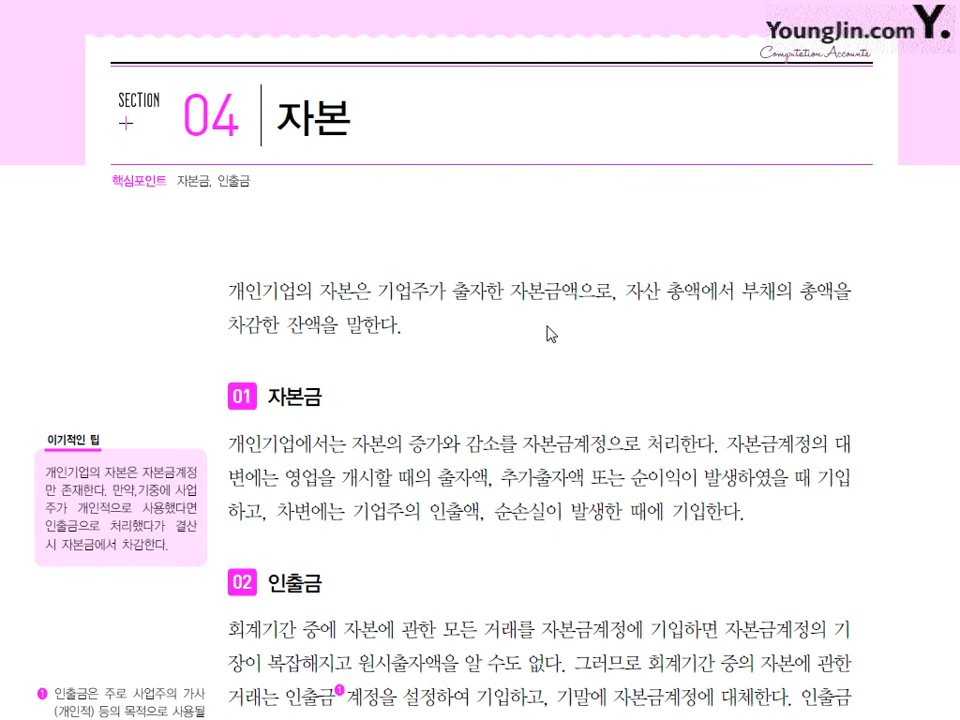 YoungJin.com Y.
Computation Accounts
SECTION
+
04
자본
핵심포인트 자본금, 인출금
개인기업의 자본은 기업주가 출자한 자본금액으로, 자산 총액에서 부채의 총액을
차감한 잔액을 말한다.
01 자본금
개인기업에서는 자본의 증가와 감소를 자본금계정으로 처리한다. 자본금계정의 대
변에는 영업을 개시할 때의 출자액, 추가출자액 또는 순이익이 발생하였을 때 기입
하고, 차변에는 기업주의 인출액, 순손실이 발생한 때에 기입한다.
이기적인 팁
개인기업의 자본은 자본금계정
만 존재한다. 만약,기중에 사업
주가 개인적으로 사용했다면
인출금으로 처리했다가 결산
시 자본금에서 차감한다.
02 인출금
회계기간 중에 자본에 관한 모든 거래를 자본금계정에 기입하면 자본금계정의 기
장이 복잡해지고 원시출자액을 알 수도 없다. 그러므로 회계기간 중의 자본에 관한
거래는 인출금❶계정을 설정하여 기입하고, 기말에 자본금계정에 대체한다. 인출금
❶ 인출금은 주로 사업주의 가사
(개인적) 등의 목적으로 사용될